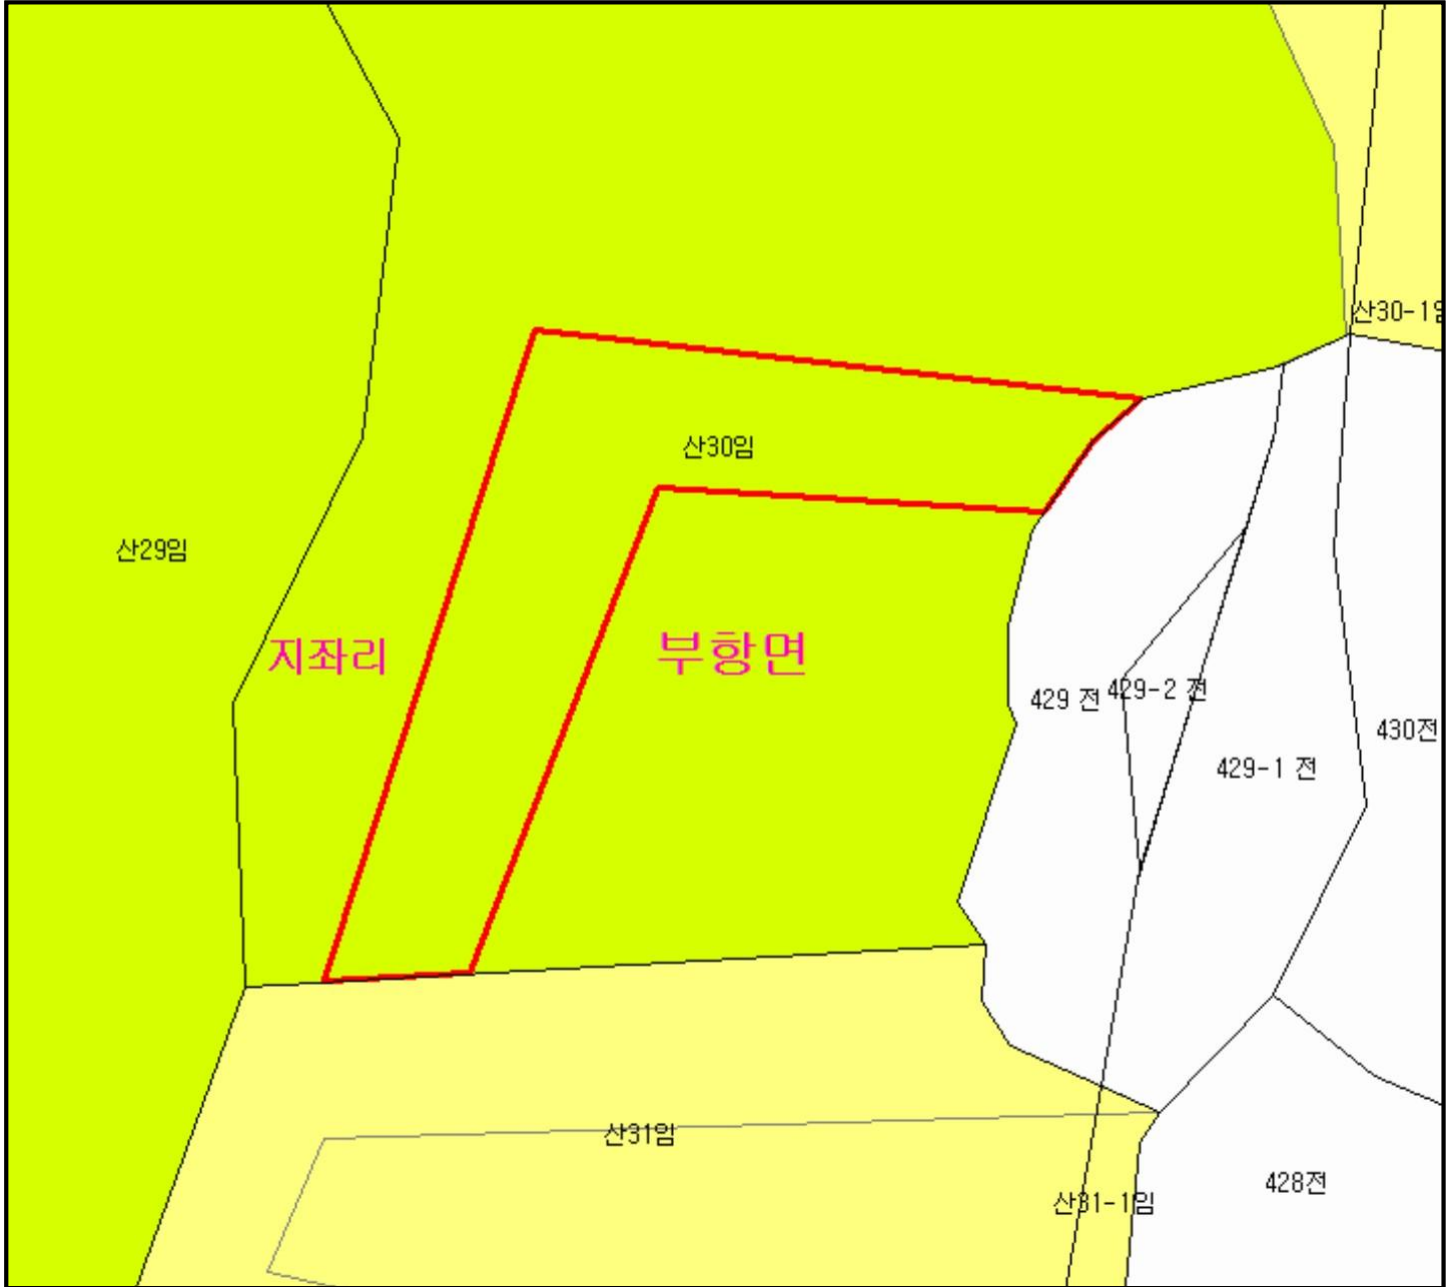 산30-1임
산30임
산29임
지좌리
부항면
429 전
429-2 전
430전
429-1 전
산31임
428전
산31-1임